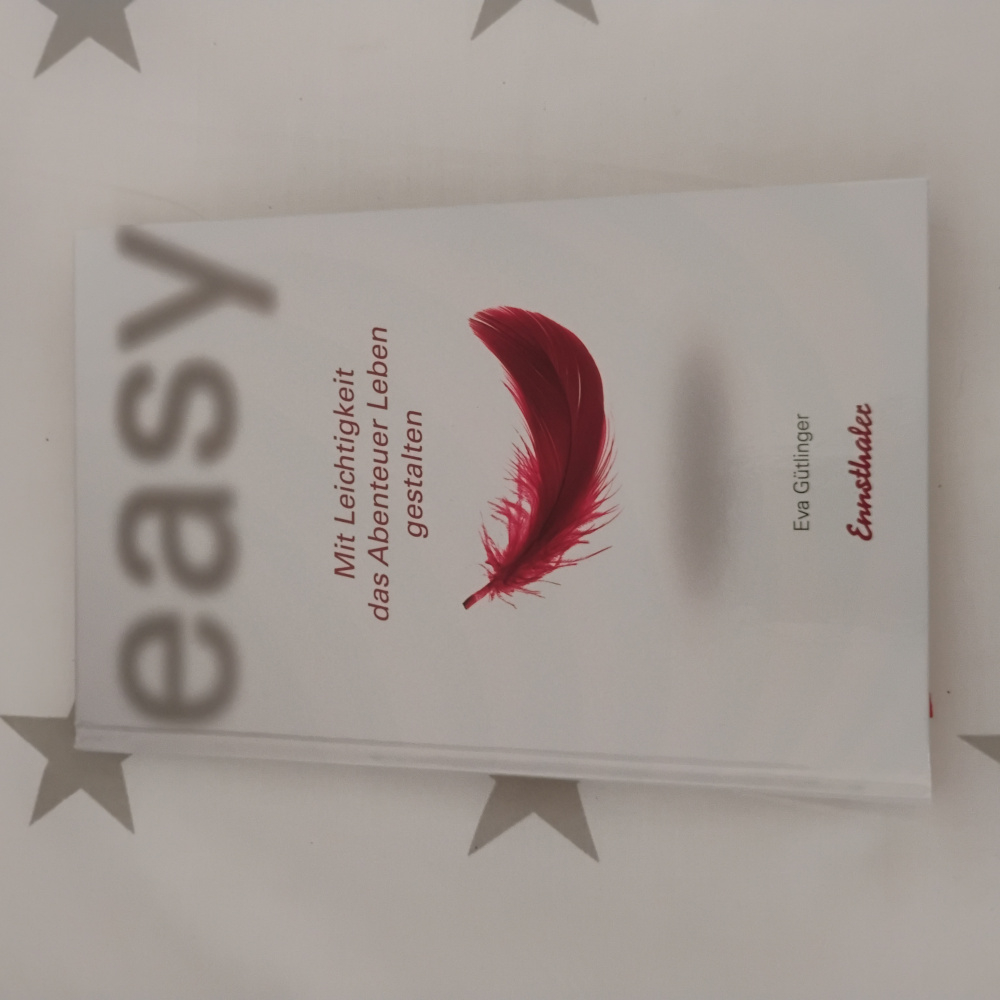 easy
Mit Leichtigkeit
das Abenteuer Leben
gestalten
Eva Gütlinger
Ennsthaler